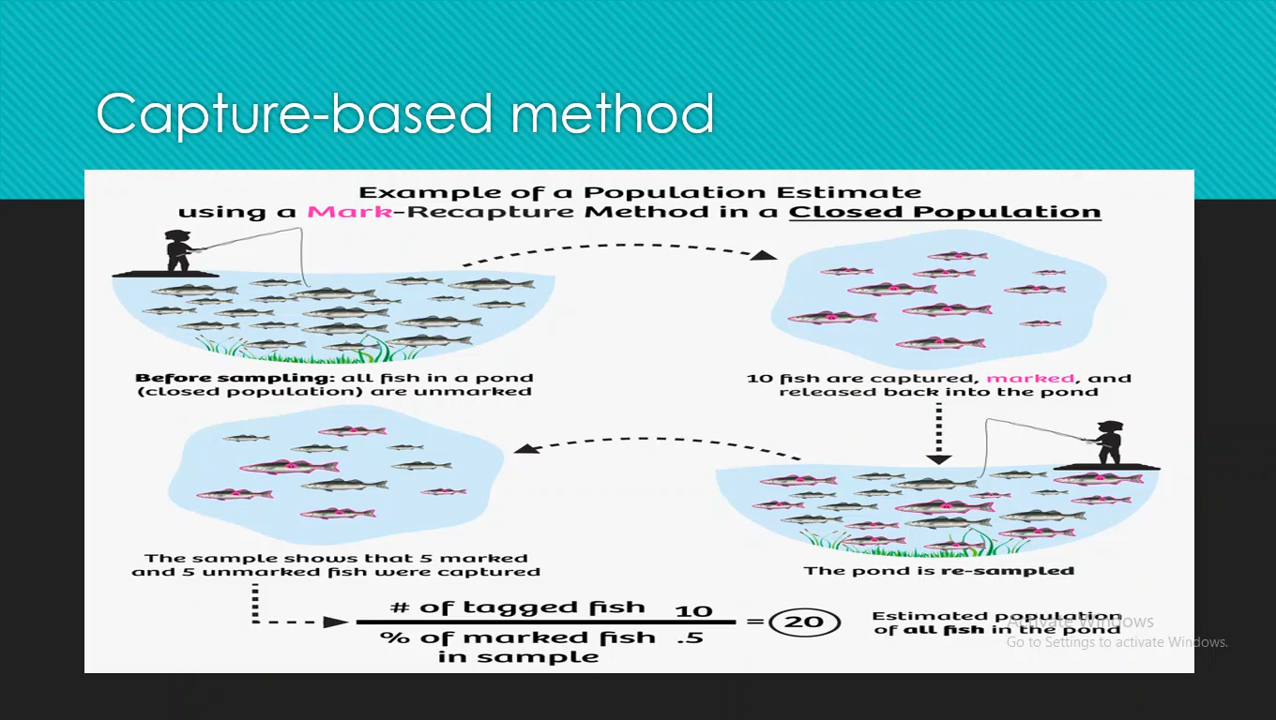 Capture-based method
Example of a Population Estimate
using a Mark-Recapture Method in a Closed Population
Before sampling: all fish in a pond
(closed population) are unmarked
10 fish are captured, marked, and
released back into the pond
The sample shows that 5 marked
and 5 unmarked fish were captured
The pond is re-sampled
# of tagged fish 10
% of marked fish .5
in sample
= 20
Estimated population
of all fish in the pond
Activate Windows
Go to Settings to activate Windows.